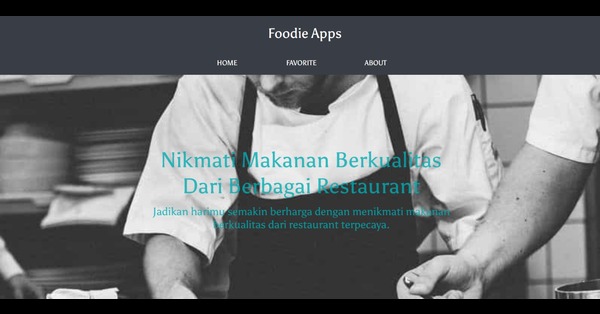 Foodie Apps
HOME FAVORITE ABOUT
Nikmati Makanan Berkualitas
Dari Berbagai Restaurant
Jadikan harimu semakin berharga dengan menikmati makanan
berkualitas dari restaurant terpecaya.